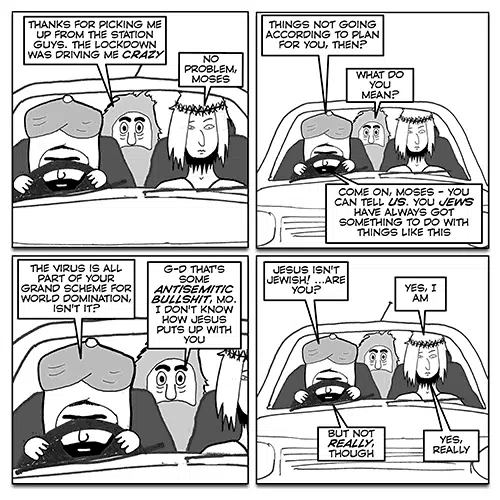 THANKS FOR PICKING ME
UP FROM THE STATION
GUYS. THE LOCKDOWN
WAS DRIVING ME CRAZY
NO
PROBLEM,
MOSES
THINGS NOT GOING
ACCORDING TO PLAN
FOR YOU, THEN?
WHAT DO
YOU
MEAN?
COME ON, MOSES - YOU
CAN TELL US. YOU JEWS
HAVE ALWAYS GOT
SOMETHING TO DO WITH
THINGS LIKE THIS
THE VIRUS IS ALL
PART OF YOUR
GRAND SCHEME FOR
WORLD DOMINATION,
ISN'T IT?
G-D THAT'S
SOME
ANTISEMITIC
BULLSHIT, MO.
I DON'T KNOW
HOW JESUS
PUTS UP WITH
YOU
JESUS ISN'T
JEWISH! ...ARE
YOU?
YES, I
AM
BUT NOT
REALLY,
THOUGH
YES,
REALLY